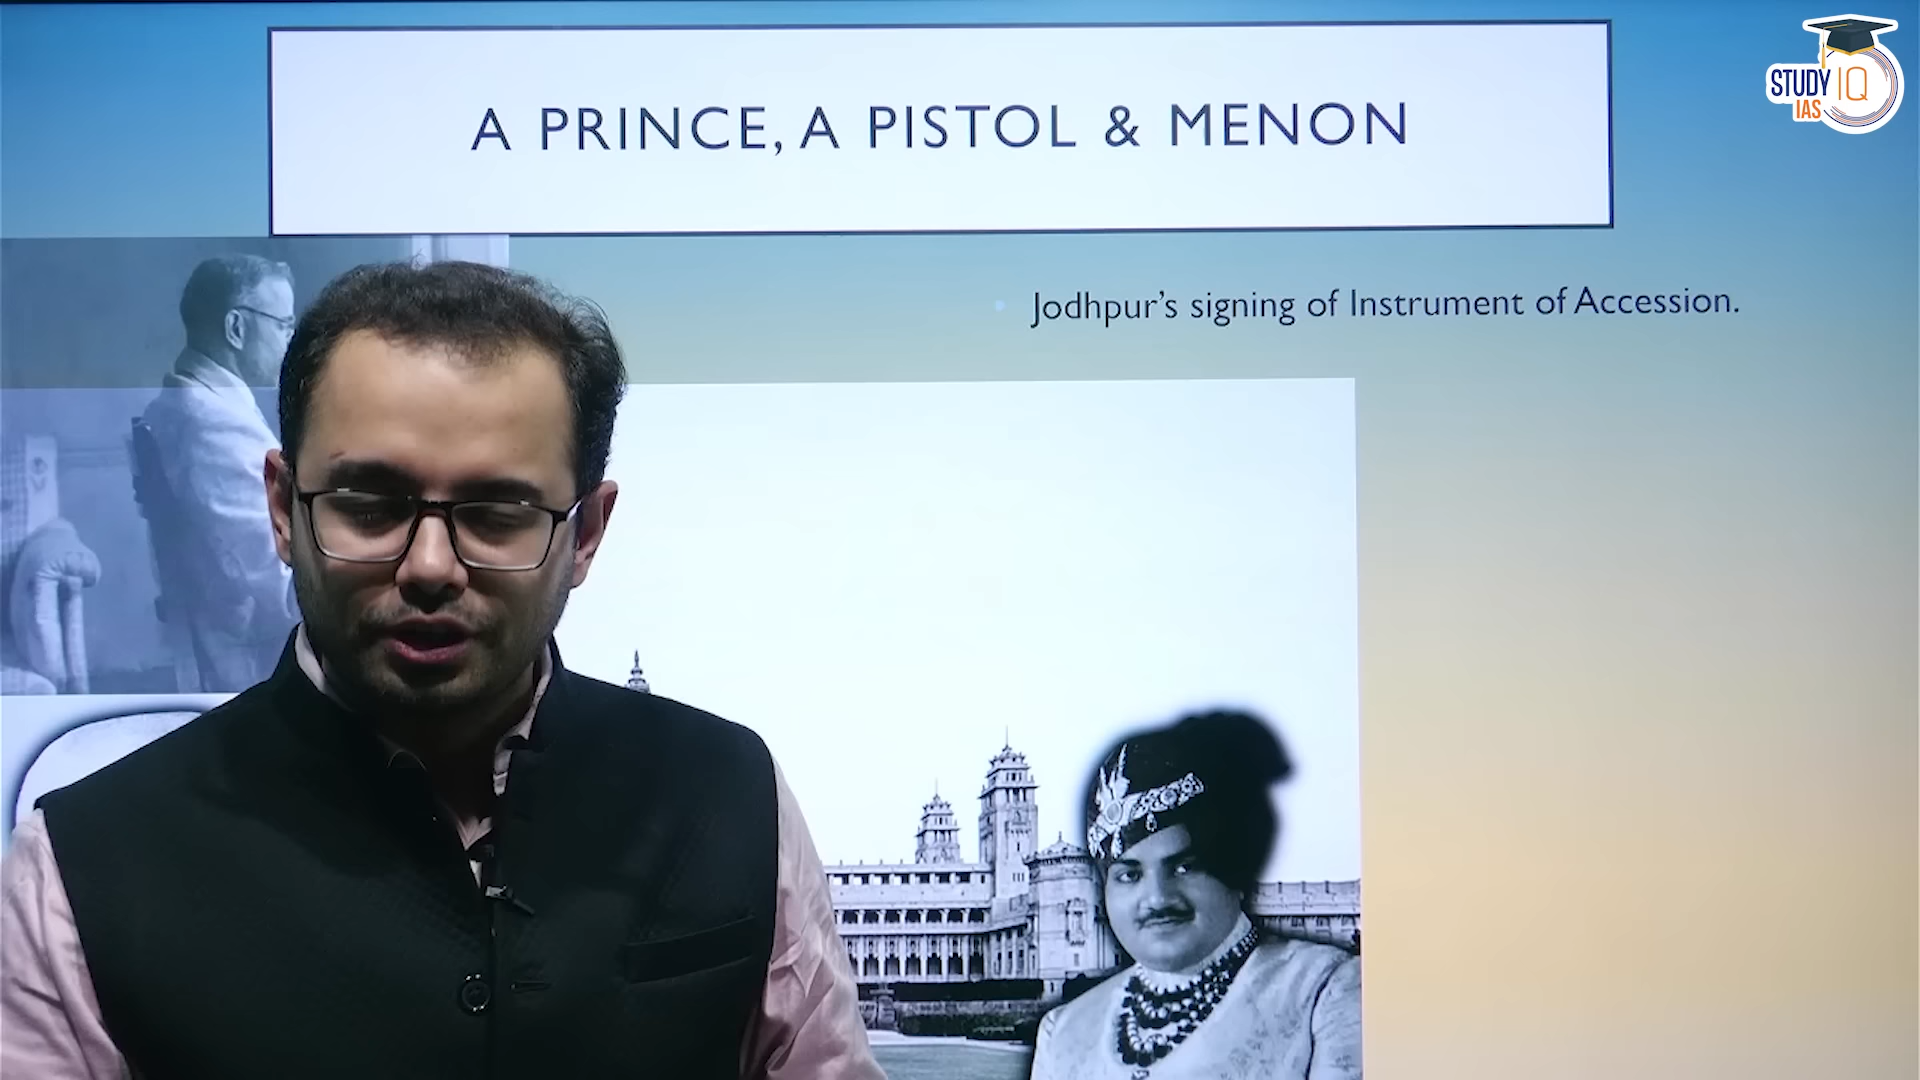 A PRINCE, A PISTOL & MENON
STUDY IQ
IAS
Jodhpur's signing of Instrument of Accession.